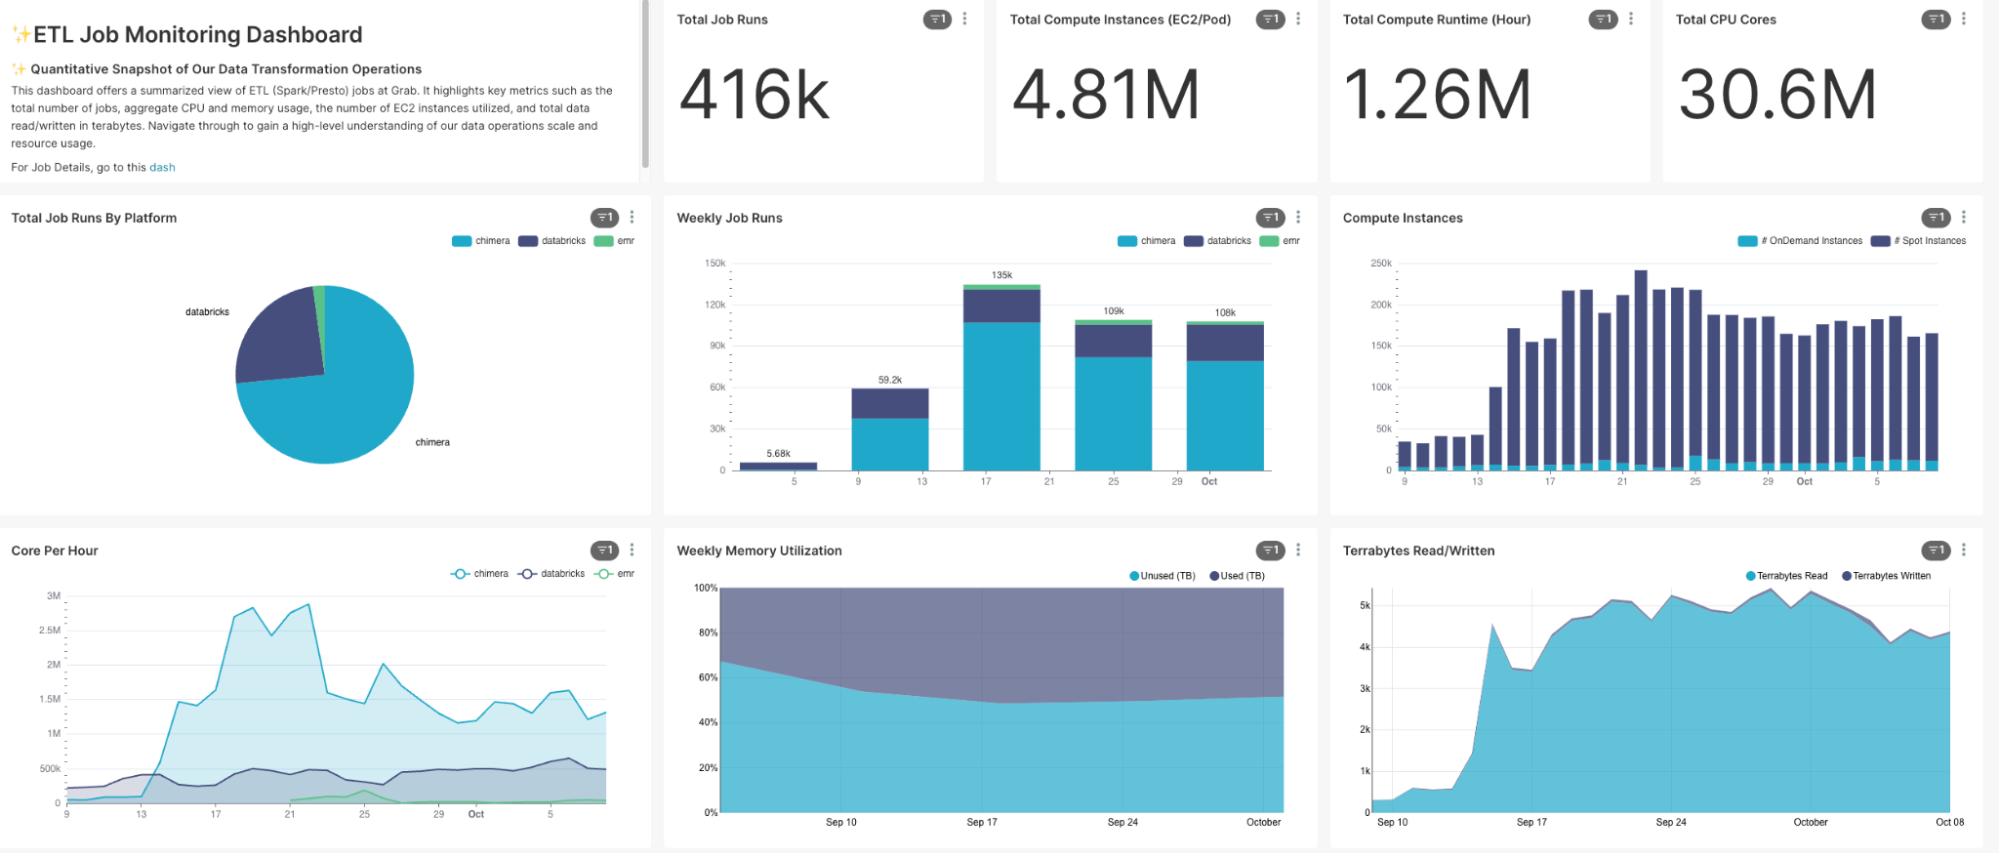 ✨ETL Job Monitoring Dashboard
✨ Quantitative Snapshot of Our Data Transformation Operations
This dashboard offers a summarized view of ETL (Spark/Presto) jobs at Grab. It highlights key metrics such as the
total number of jobs, aggregate CPU and memory usage, the number of EC2 instances utilized, and total data
read/written in terabytes. Navigate through to gain a high-level understanding of our data operations scale and
resource usage.
For Job Details, go to this dash
Total Job Runs 1
416k
Total Compute Instances (EC2/Pod) 1
4.81M
Total Compute Runtime (Hour) 1
1.26M
Total CPU Cores 1
30.6M
Total Job Runs By Platform 1
chimera databricks emr
databricks
chimera
Weekly Job Runs 1
chimera databricks emr
150k
120k
90k
60k
30k
0
5.68k
59.2k
135k
109k
108k
5 9 13 17 21 25 29 Oct
Compute Instances 1
# OnDemand Instances # Spot Instances
250k
200k
150k
100k
50k
0
9 13 17 21 25 29 Oct 5
Core Per Hour 1
chimera databricks emr
3M
2.5M
2M
1.5M
1M
500k
0
9 13 17 21 25 29 Oct 5
Weekly Memory Utilization 1
Unused (TB) Used (TB)
100%
80%
60%
40%
20%
0%
Sep 10 Sep 17 Sep 24 October
Terrabytes Read/Written 1
Terrabytes Read Terrabytes Written
5k
4k
3k
2k
1k
0
Sep 10 Sep 17 Sep 24 October Oct 08